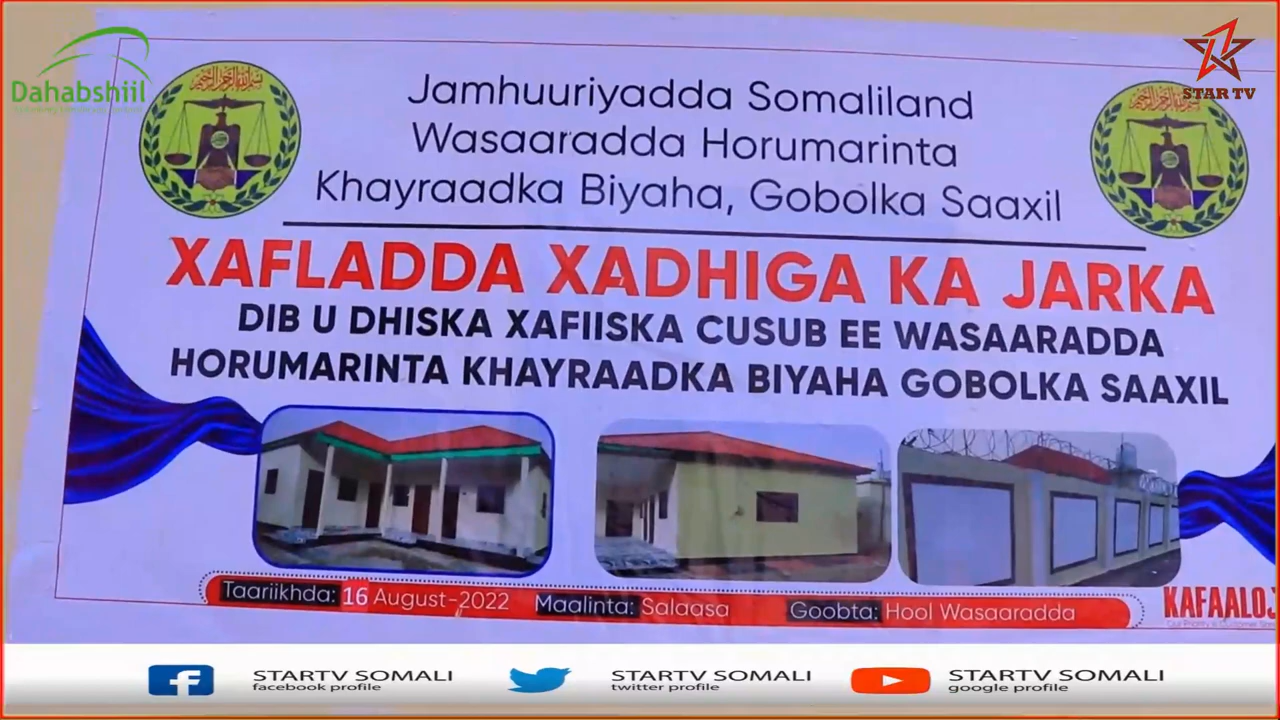 Dahabshiil
STAR TV
Jamhuuriyadda Somaliland
Wasaaradda Horumarinta
Khayraadka Biyaha, Gobolka Saaxil
XAFLADDA XADHIGA KA JARKA
DIB U DHISKA XAFIISKA CUSUB EE WASAARADDA
HORUMARINTA KHAYRAADKA BIYAHA GOBOLKA SAAXIL
Taariikhda: 16 August-2022 Maalinta: Salaasa Goobta: Hool Wasaaradda
KAFAALOJ
STARTV SOMALI
facebook profile
STARTV SOMALI
twitter profile
STARTV SOMALI
google profile